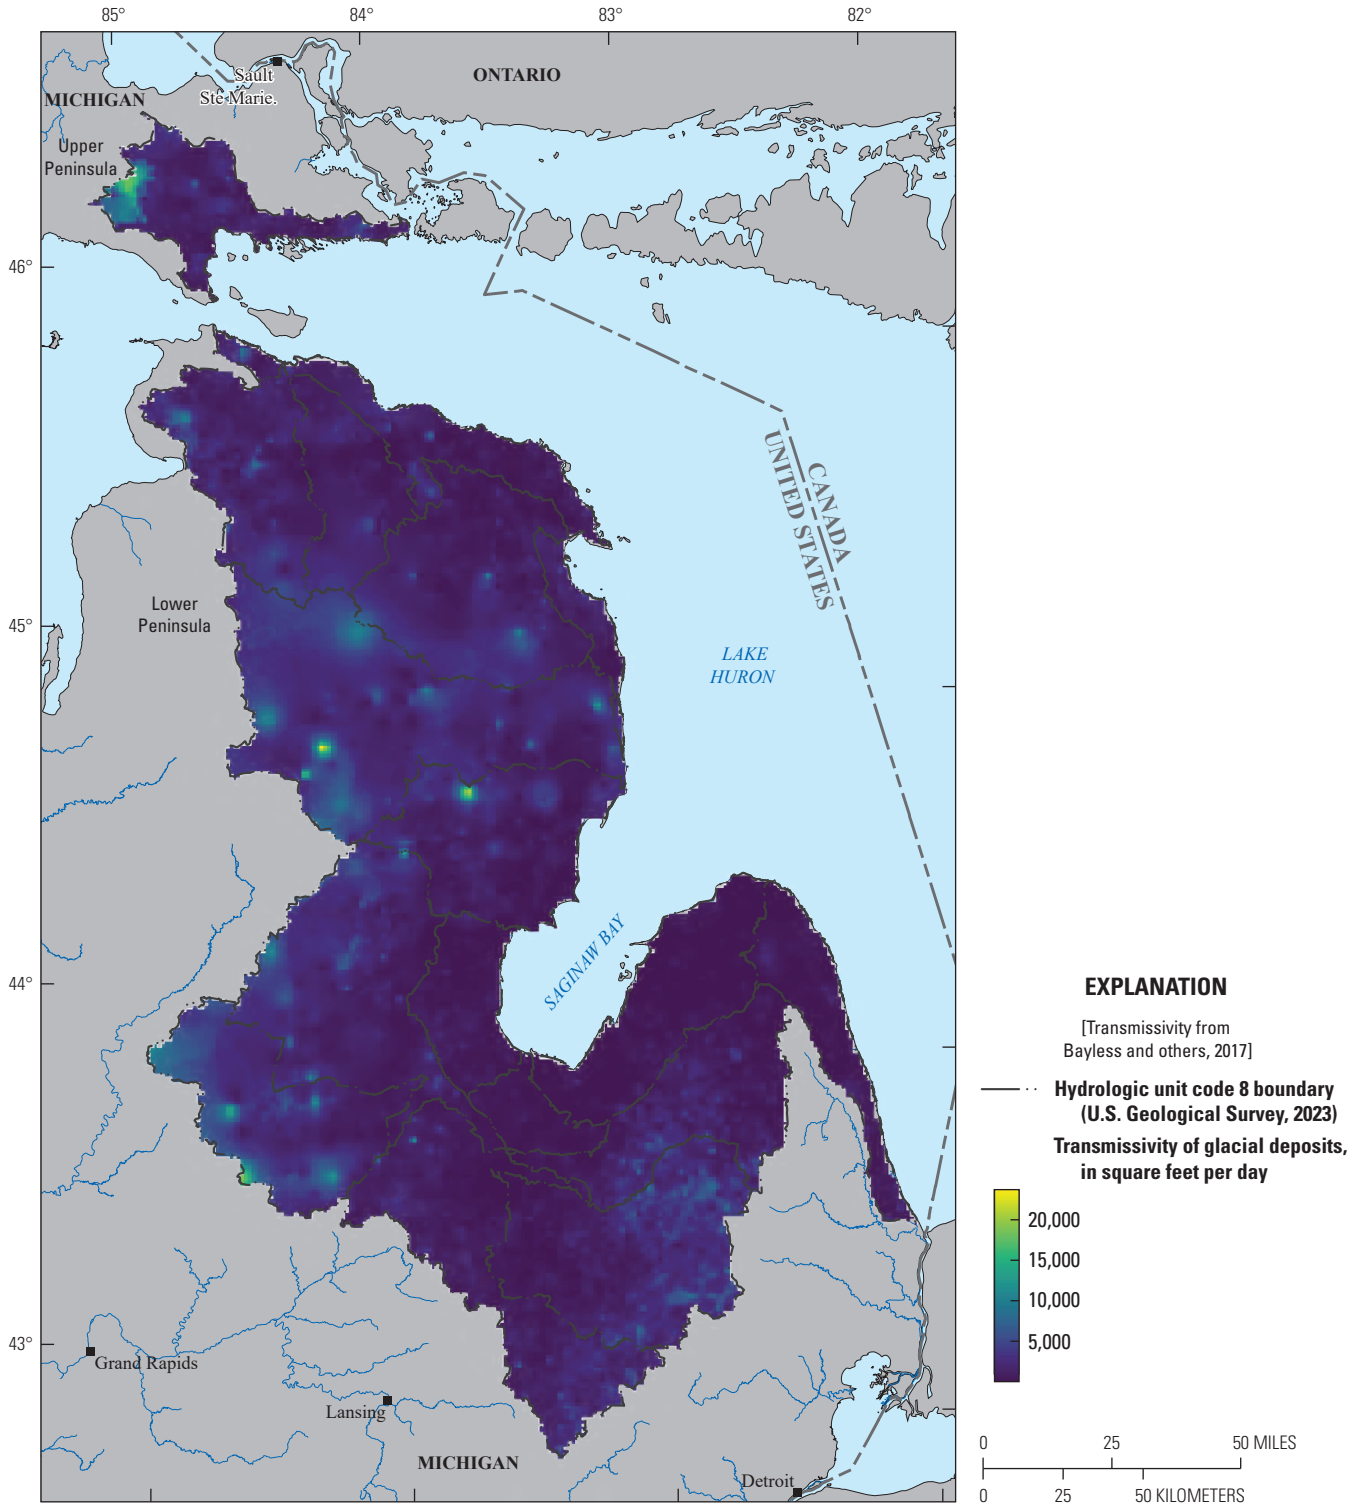 85°
84°
83°
82°
ONTARIO
Sault
Ste Marie.
MICHIGAN
Upper
Peninsula
46°
CANADA
UNITED STATES
Lower
Peninsula
45°
LAKE
HURON
SAGINAW BAY
44°
43°
Grand Rapids
Lansing
MICHIGAN
Detroit
EXPLANATION
[Transmissivity from
Bayless and others, 2017]
Hydrologic unit code 8 boundary
(U.S. Geological Survey, 2023)
Transmissivity of glacial deposits,
in square feet per day
20,000
15,000
10,000
5,000
0 25 50 MILES
0 25 50 KILOMETERS